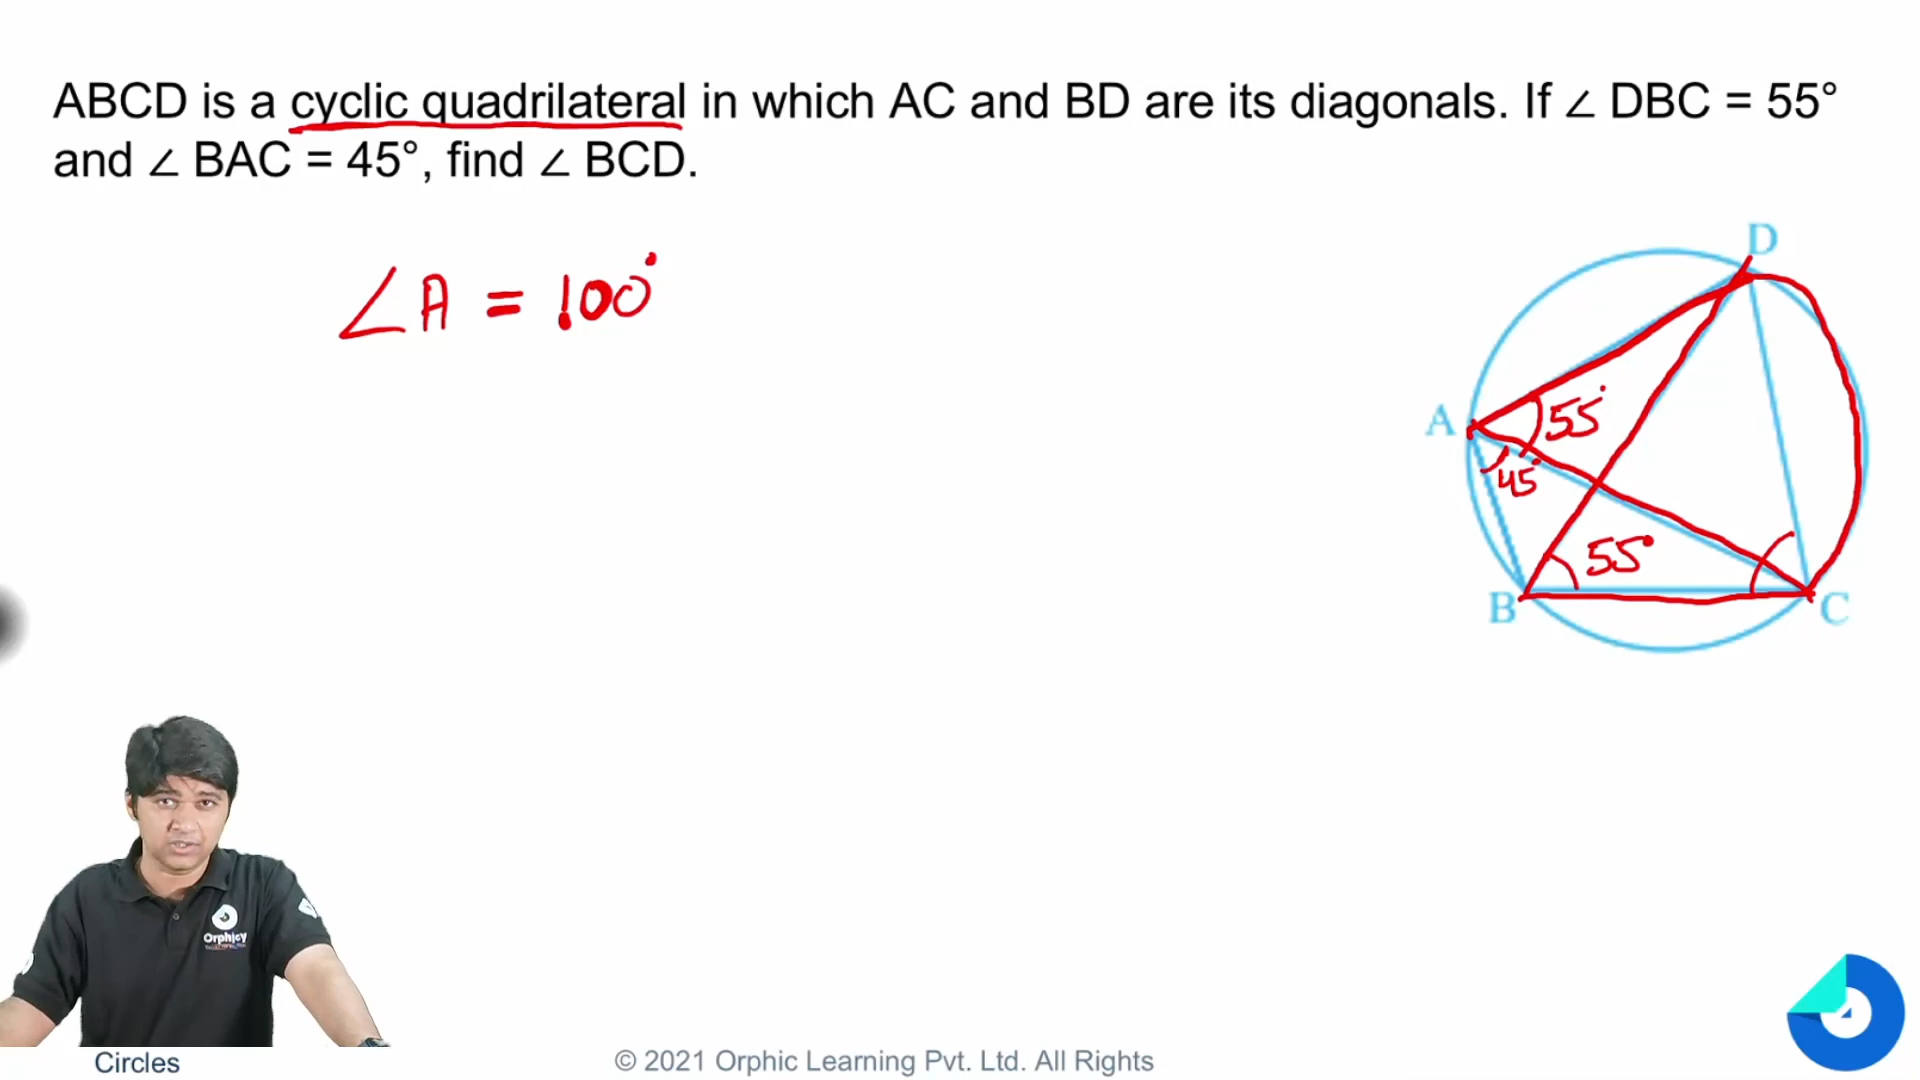 ABCD is a cyclic quadrilateral in which AC and BD are its diagonals. If ∠ DBC = 55°
and ∠ BAC = 45°, find ∠ BCD.
∠A = 100°
D
A
55°
45°
55°
B
C
Orphicy
Circles
© 2021 Orphic Learning Pvt. Ltd. All Rights